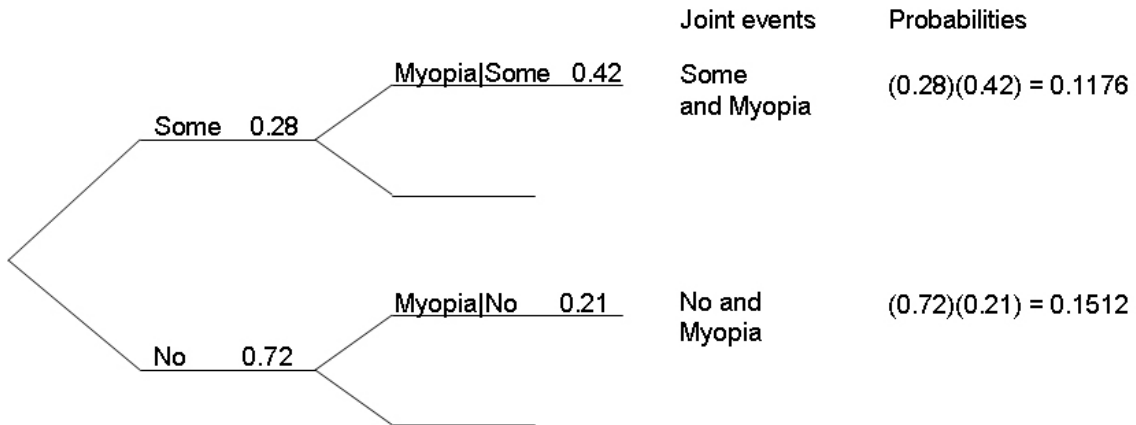 Joint events Probabilities
Myopia|Some 0.42
Some
and Myopia
(0.28)(0.42) = 0.1176
Some 0.28
Myopia|No 0.21
No and
Myopia
(0.72)(0.21) = 0.1512
No 0.72